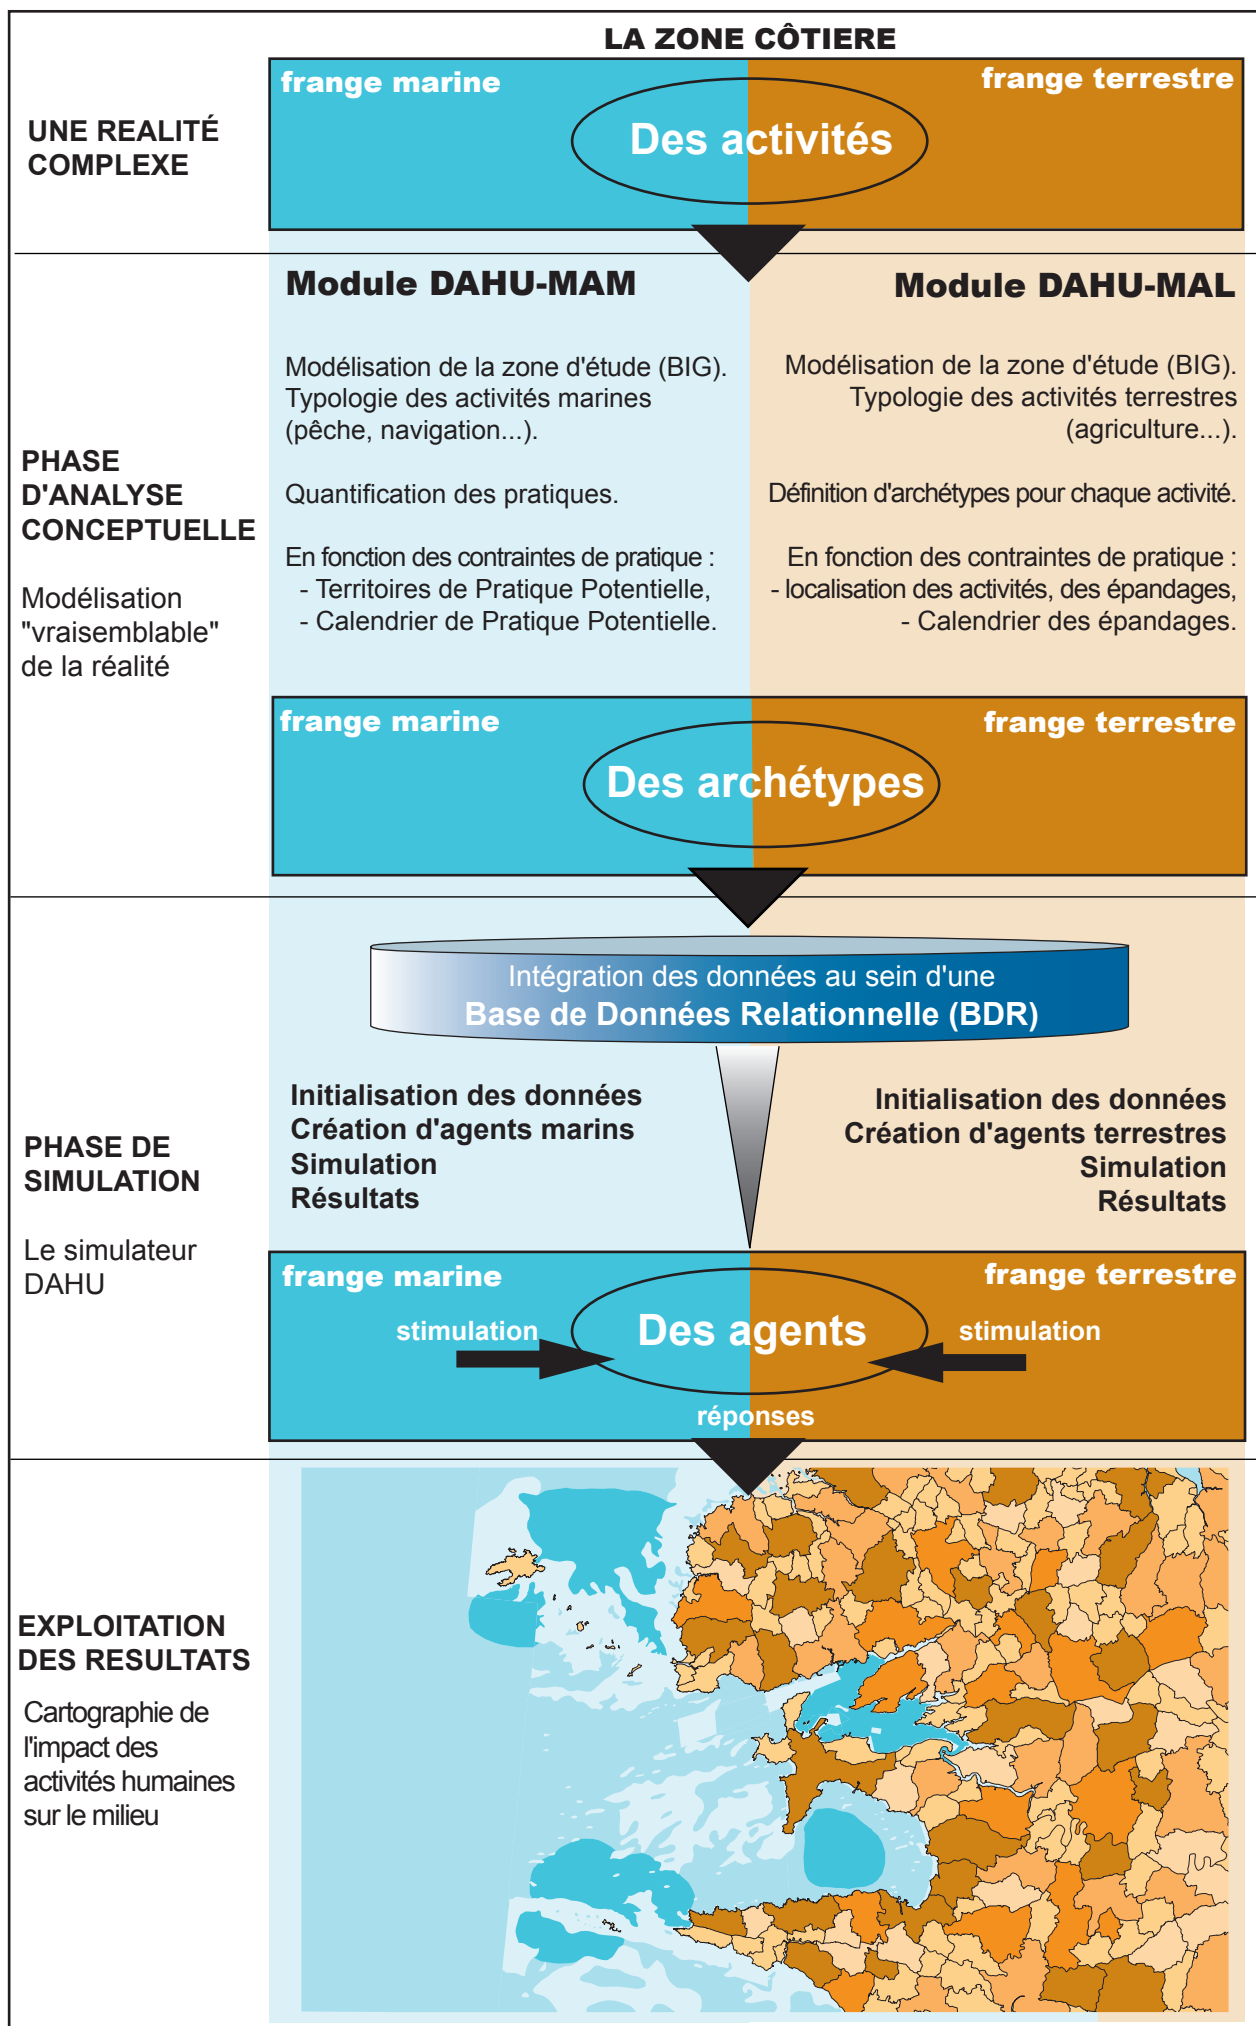 LA ZONE CÔTIERE
frange marine
frange terrestre
UNE REALITÉ
COMPLEXE
Des activités
Module DAHU-MAM
Modélisation de la zone d'étude (BIG).
Typologie des activités marines
(pêche, navigation...).
Quantification des pratiques.
En fonction des contraintes de pratique :
- Territoires de Pratique Potentielle,
- Calendrier de Pratique Potentielle.
Module DAHU-MAL
Modélisation de la zone d'étude (BIG).
Typologie des activités terrestres
(agriculture...).
Définition d'archétypes pour chaque activité.
En fonction des contraintes de pratique :
- localisation des activités, des épandages,
- Calendrier des épandages.
PHASE
D'ANALYSE
CONCEPTUELLE
Modélisation
"vraisemblable"
de la réalité
frange marine
frange terrestre
Des archétypes
Intégration des données au sein d'une
Base de Données Relationnelle (BDR)
PHASE DE
SIMULATION
Le simulateur
DAHU
Initialisation des données
Création d'agents marins
Simulation
Résultats
Initialisation des données
Création d'agents terrestres
Simulation
Résultats
frange marine
frange terrestre
stimulation
Des agents
stimulation
réponses
EXPLOITATION
DES RESULTATS
Cartographie de
l'impact des
activités humaines
sur le milieu